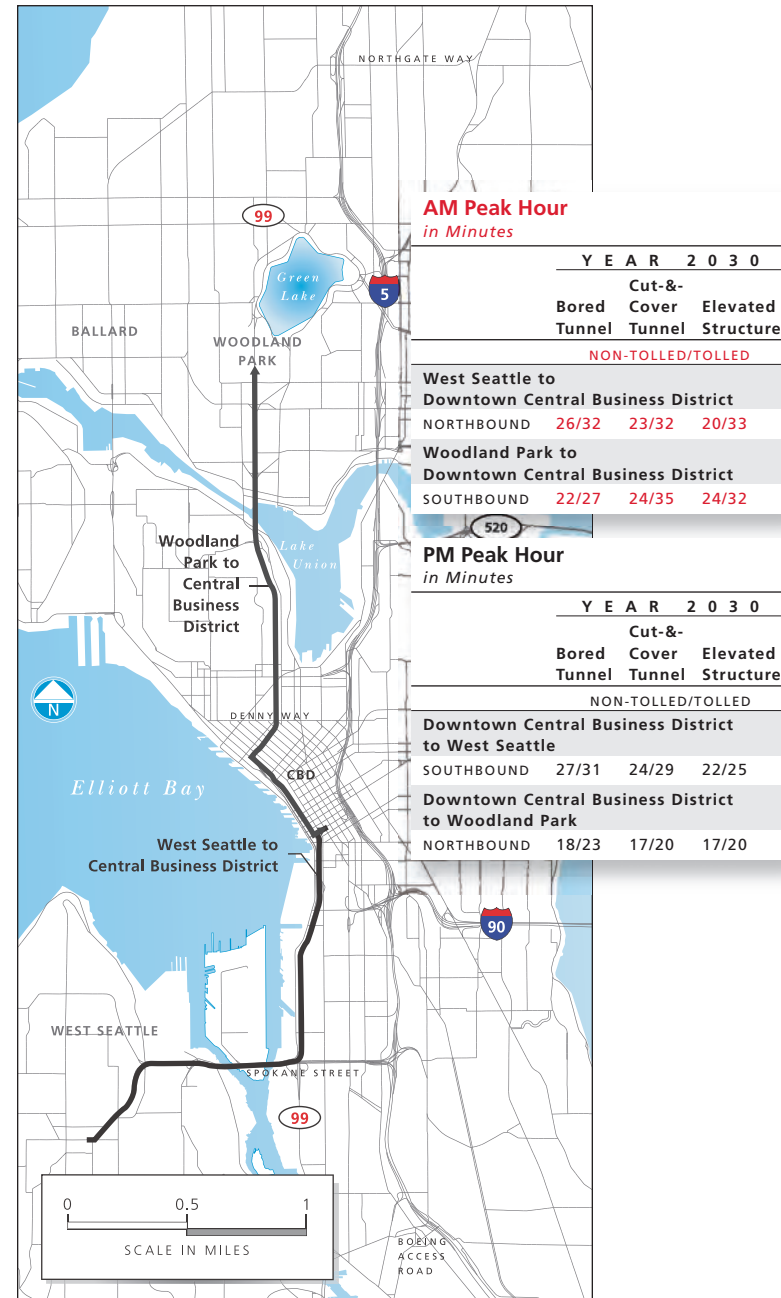 NORTHGATE WAY
99
Green
Lake
5
BALLARD
WOODLAND
PARK
Woodland
Park to
Central
Business
District
Lake
Union
N
DENNY WAY
CBD
Elliott Bay
West Seattle to
Central Business District
90
WEST SEATTLE
SPOKANE STREET
99
0 0.5 1
SCALE IN MILES
BOEING
ACCESS
ROAD
AM Peak Hour
in Minutes
YEAR 2030
Cut-&-
Bored Cover Elevated
Tunnel Tunnel Structure
NON-TOLLED/TOLLED
West Seattle to
Downtown Central Business District
NORTHBOUND 26/32 23/32 20/33
Woodland Park to
Downtown Central Business District
SOUTHBOUND 22/27 24/35 24/32
520
PM Peak Hour
in Minutes
YEAR 2030
Cut-&-
Bored Cover Elevated
Tunnel Tunnel Structure
NON-TOLLED/TOLLED
Downtown Central Business District
to West Seattle
SOUTHBOUND 27/31 24/29 22/25
Downtown Central Business District
to Woodland Park
NORTHBOUND 18/23 17/20 17/20